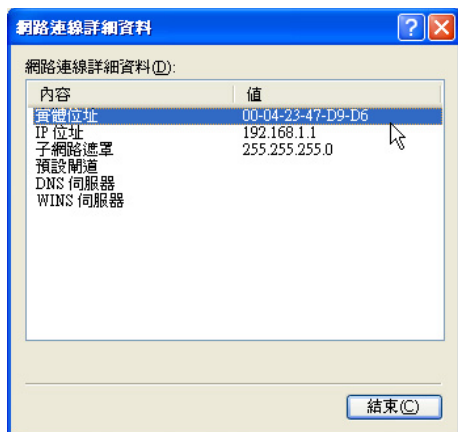 網路連線詳細資料
網路連線詳細資料(D):
內容 值
實體位址 00-04-23-47-D9-D6
IP 位址 192.168.1.1
子網路遮罩 255.255.255.0
預設閘道
DNS 伺服器
WINS 伺服器
結束(C)